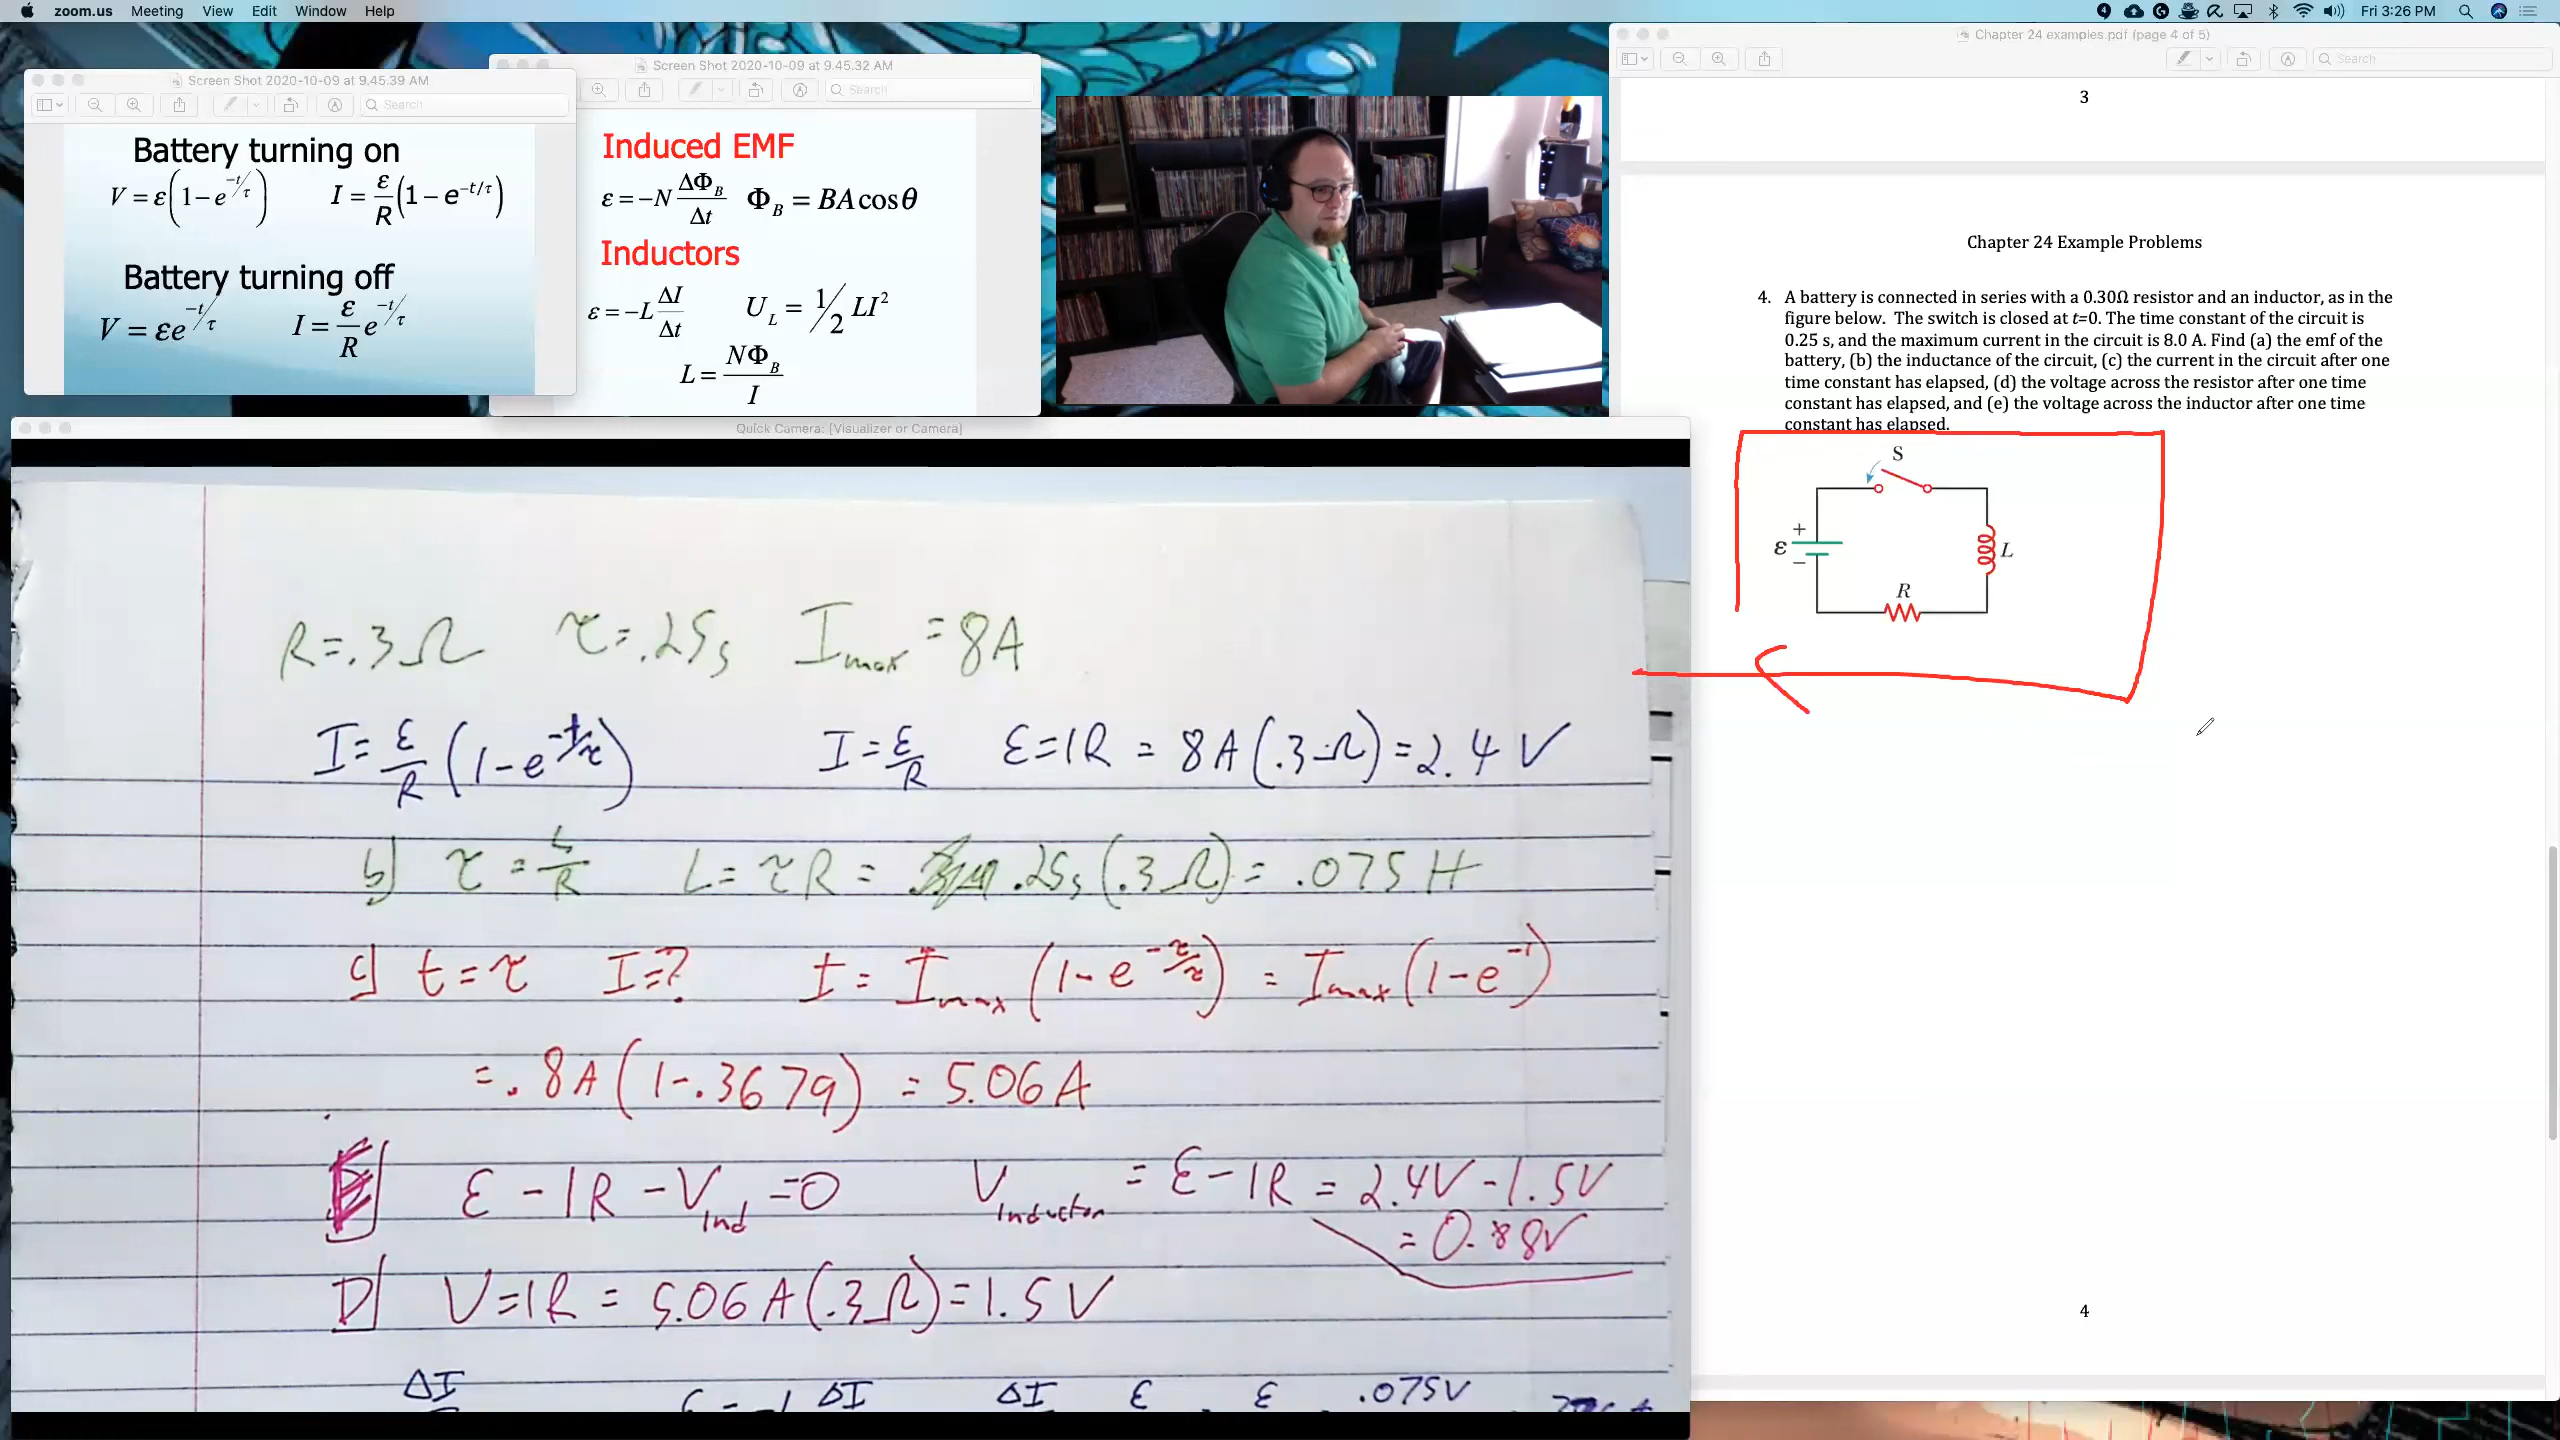 zoom.us Meeting View Edit Window Help
Fri 3:26 PM
Screen Shot 2020-10-09 at 9.45.39 AM
Search
Battery turning on
V = ε(1 − e^(−t/τ)) I = ε/R (1 − e^(−t/τ))
Battery turning off
V = εe^(−t/τ) I = ε/R e^(−t/τ)
Screen Shot 2020-10-09 at 9.45.32 AM
Search
Induced EMF
ε = −N ΔΦ_B/Δt Φ_B = BA cos θ
Inductors
ε = −L ΔI/Δt U_L = 1/2 LI²
L = NΦ_B/I
Chapter 24 examples.pdf (page 4 of 5)
Search
3
Chapter 24 Example Problems
4. A battery is connected in series with a 0.30Ω resistor and an inductor, as in the
figure below. The switch is closed at t=0. The time constant of the circuit is
0.25 s, and the maximum current in the circuit is 8.0 A. Find (a) the emf of the
battery, (b) the inductance of the circuit, (c) the current in the circuit after one
time constant has elapsed, (d) the voltage across the resistor after one time
constant has elapsed, and (e) the voltage across the inductor after one time
constant has elapsed.
S
+
ε
−
L
R
4
Quick Camera: [Visualizer or Camera]
R=.3Ω τ=.25s I_max = 8A
I = ε/R (1−e^(−t/τ)) I = ε/R ε=IR = 8A(.3Ω)=2.4 V
b) τ = L/R L = τR = .25s(.3Ω) = .075 H
c) t=τ I=? I = I_max (1−e^(−τ/τ)) = I_max (1−e^(−1))
= .8A(1−.3679) = 5.06A
E) ε − IR − V_ind = 0 V_inductor = ε − IR = 2.4V − 1.5V
= 0.88V
D) V=IR = 5.06A(.3Ω)=1.5V
ΔI ΔI ΔI ε ε .075V